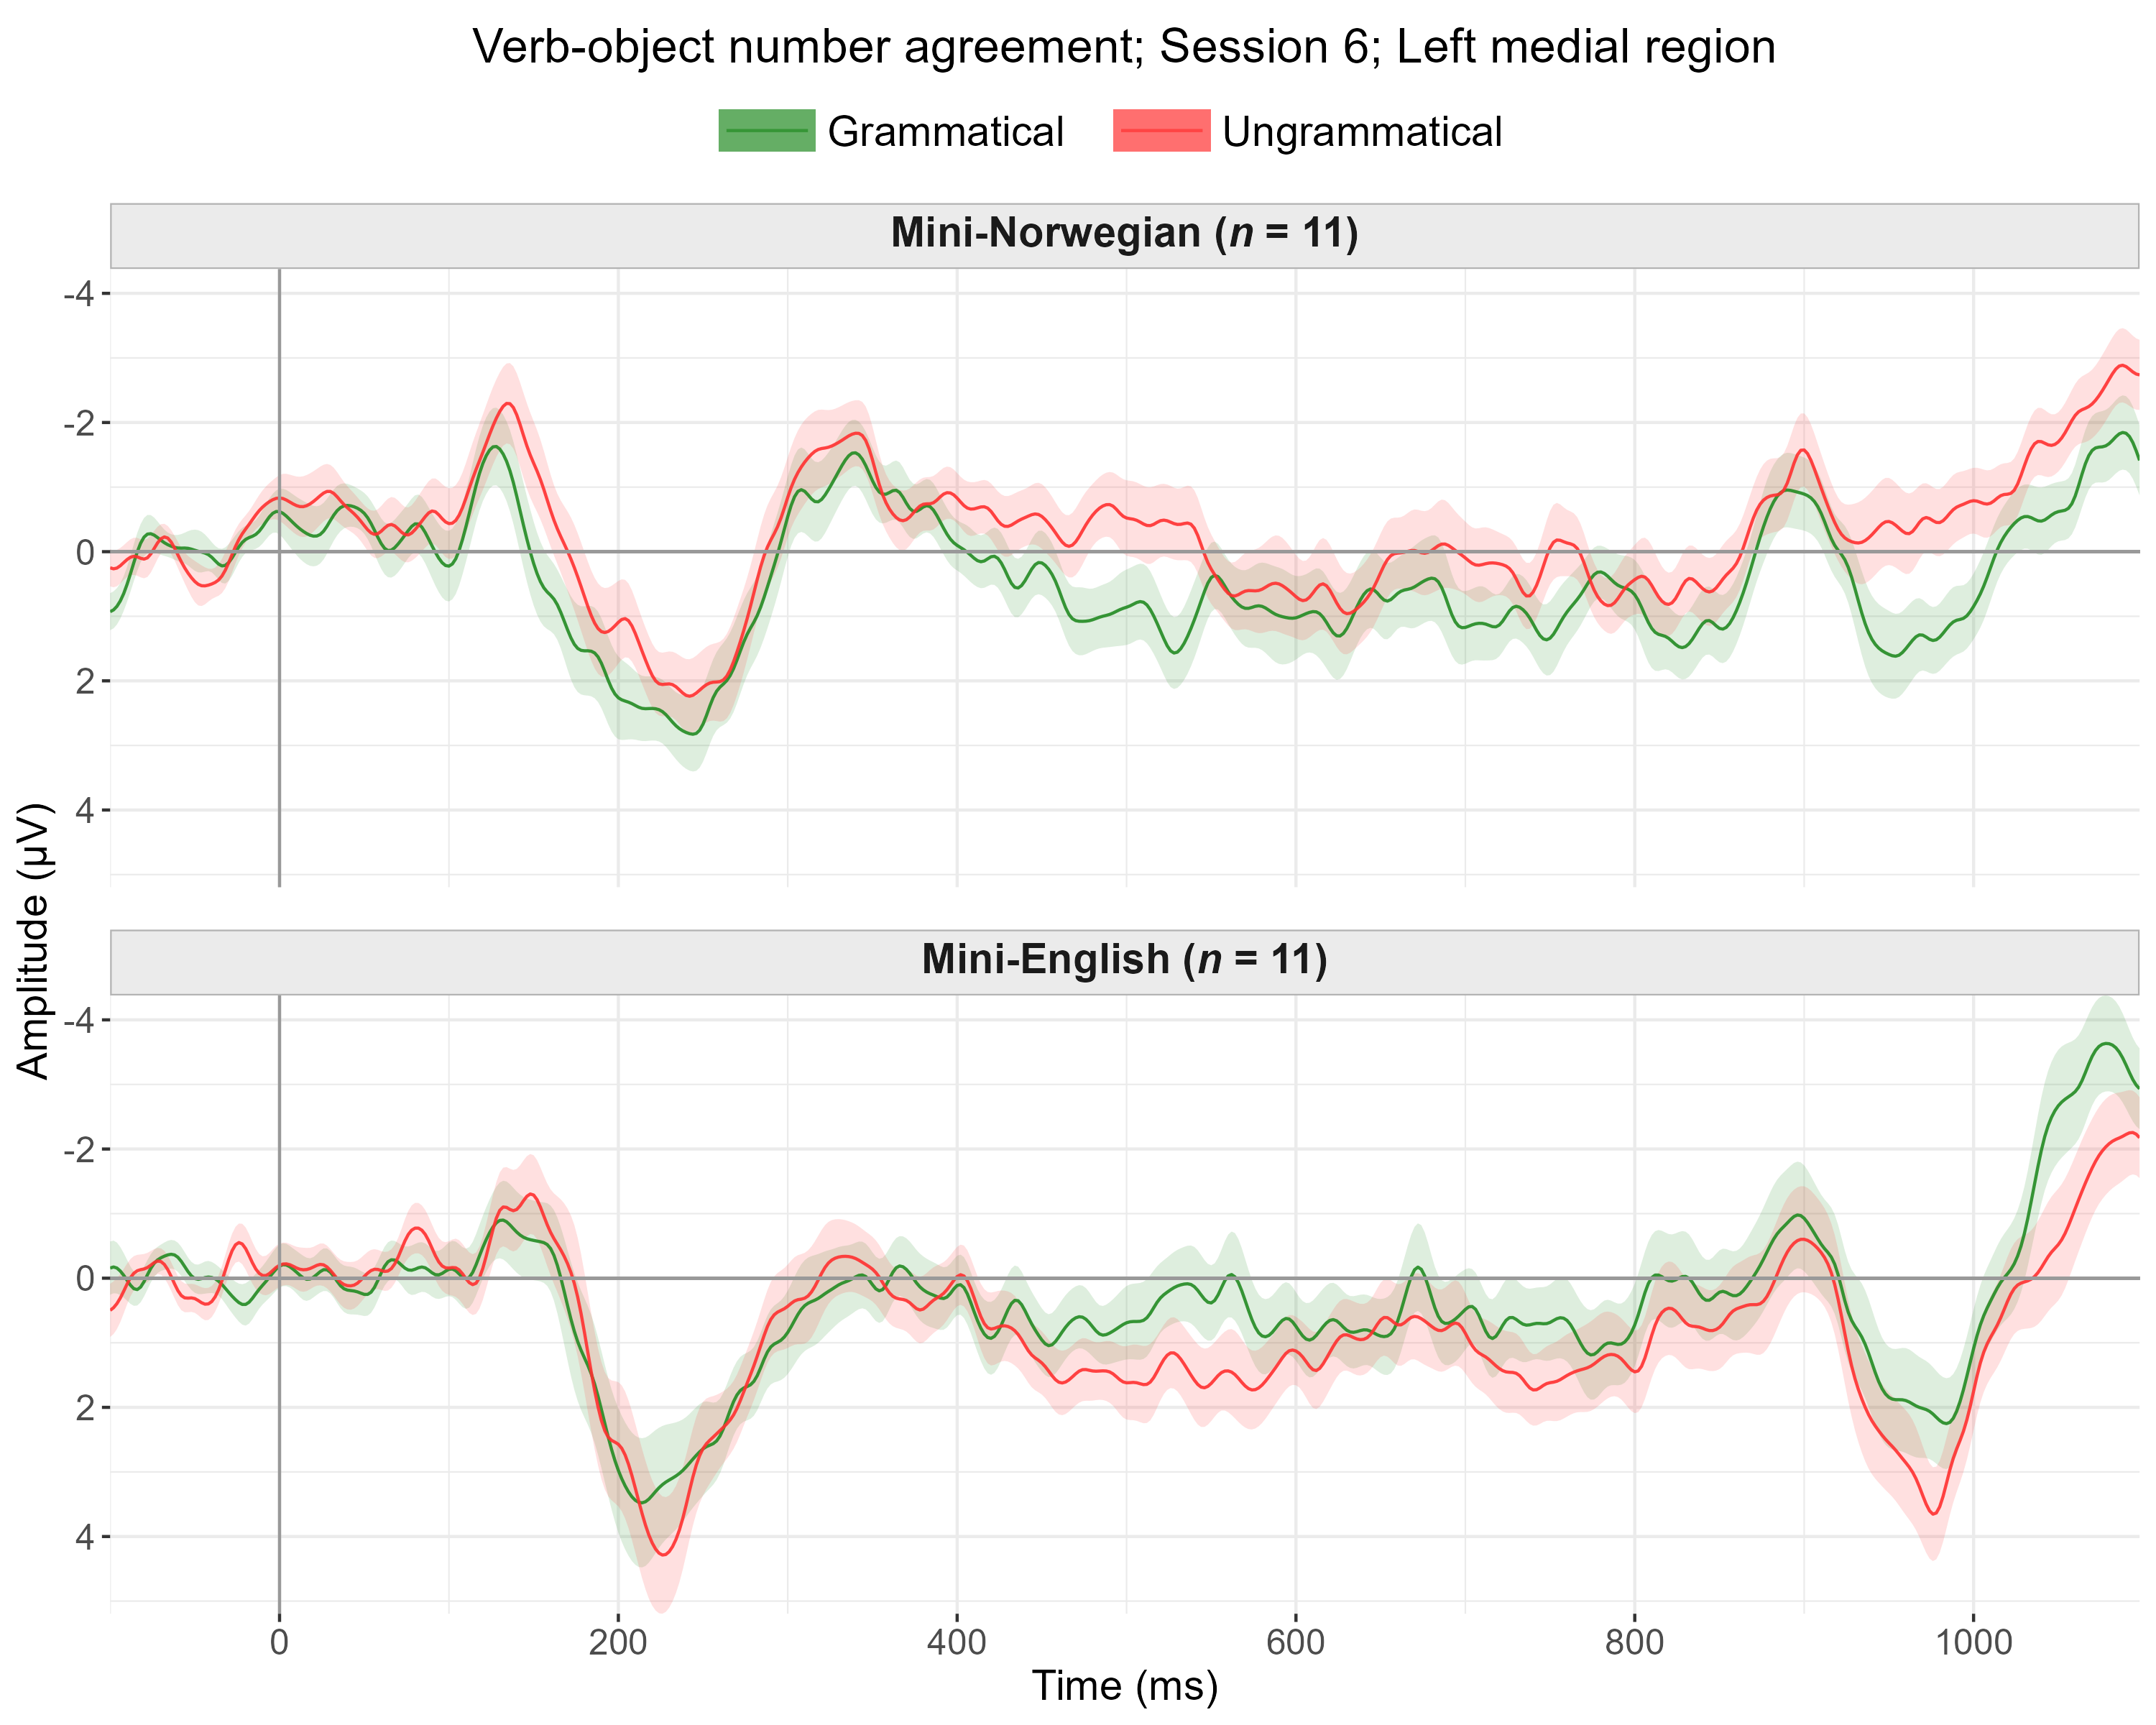 Verb-object number agreement; Session 6; Left medial region
Grammatical Ungrammatical
Mini-Norwegian (n = 11)
-4
-2
0
2
4
Mini-English (n = 11)
-4
-2
0
2
4
0 200 400 600 800 1000
Time (ms)
Amplitude (µV)